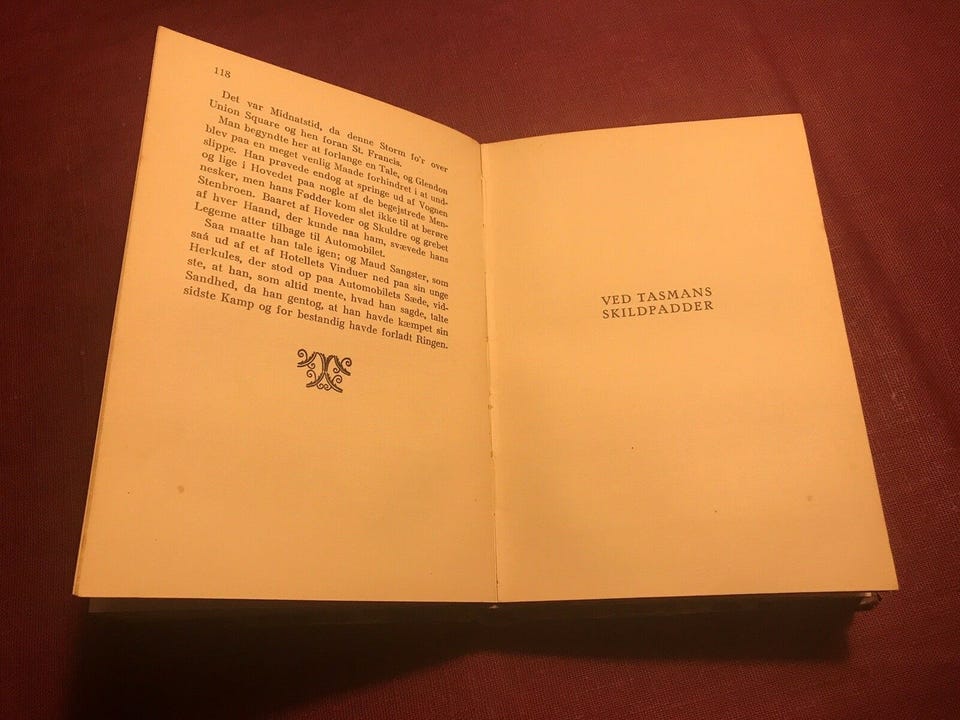 118
Det var Midnatstid, da denne Storm fo'r over
Union Square og hen foran St. Francis.
Man begyndte her at forlange en Tale, og Glendon
blev paa en meget venlig Maade forhindret i at und-
slippe. Han prøvede endog at springe ud af Vognen
og lige i Hovedet paa nogle af de begejstrede Men-
nesker, men hans Fødder kom slet ikke til at berøre
Stenbroen. Baaret af Hoveder og Skuldre og grebet
af hver Haand, der kunde naa ham, svævede hans
Legeme atter tilbage til Automobilet.
Saa maatte han tale igen; og Maud Sangster, som
saá ud af et af Hotellets Vinduer ned paa sin unge
Herkules, der stod op paa Automobilets Sæde, vid-
ste, at han, som altid mente, hvad han sagde, talte
Sandhed, da han gentog, at han havde kæmpet sin
sidste Kamp og for bestandig havde forladt Ringen.
VED TASMANS
SKILDPADDER